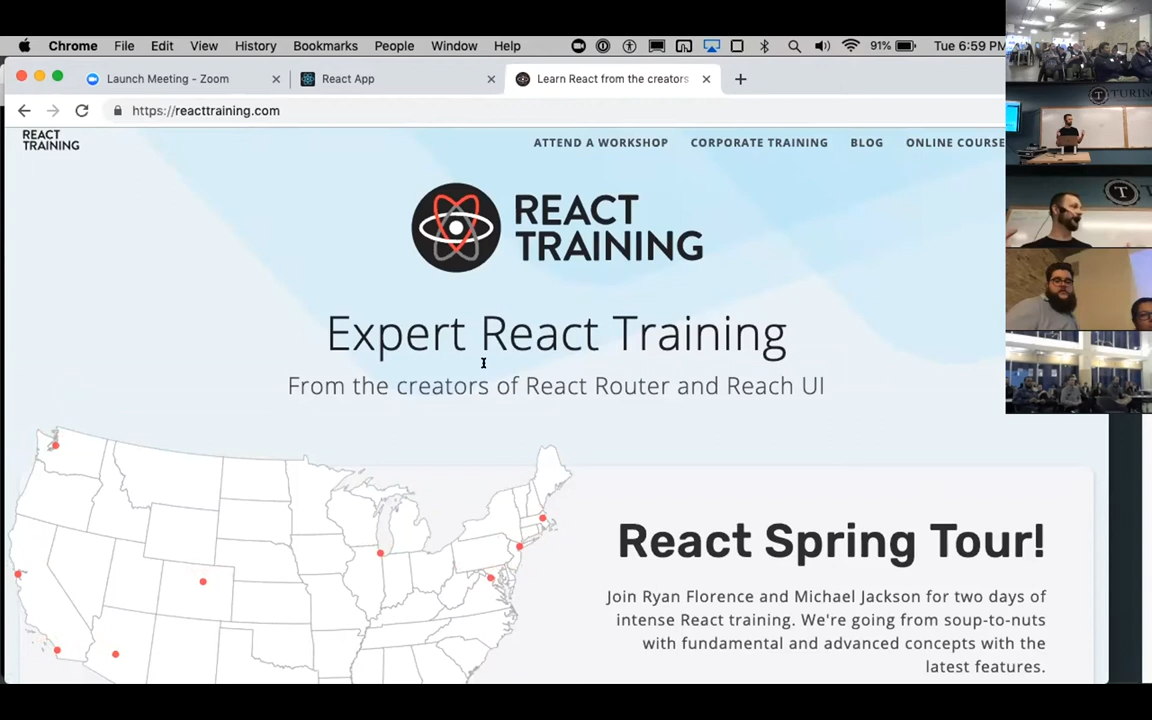 Chrome File Edit View History Bookmarks People Window Help 91% Tue 6:59 PM
Launch Meeting - Zoom React App Learn React from the creators
https://reacttraining.com
REACT
TRAINING
ATTEND A WORKSHOP CORPORATE TRAINING BLOG ONLINE COURSE
REACT
TRAINING
Expert React Training
From the creators of React Router and Reach UI
React Spring Tour!
Join Ryan Florence and Michael Jackson for two days of
intense React training. We're going from soup-to-nuts
with fundamental and advanced concepts with the
latest features.
T TURIN
T